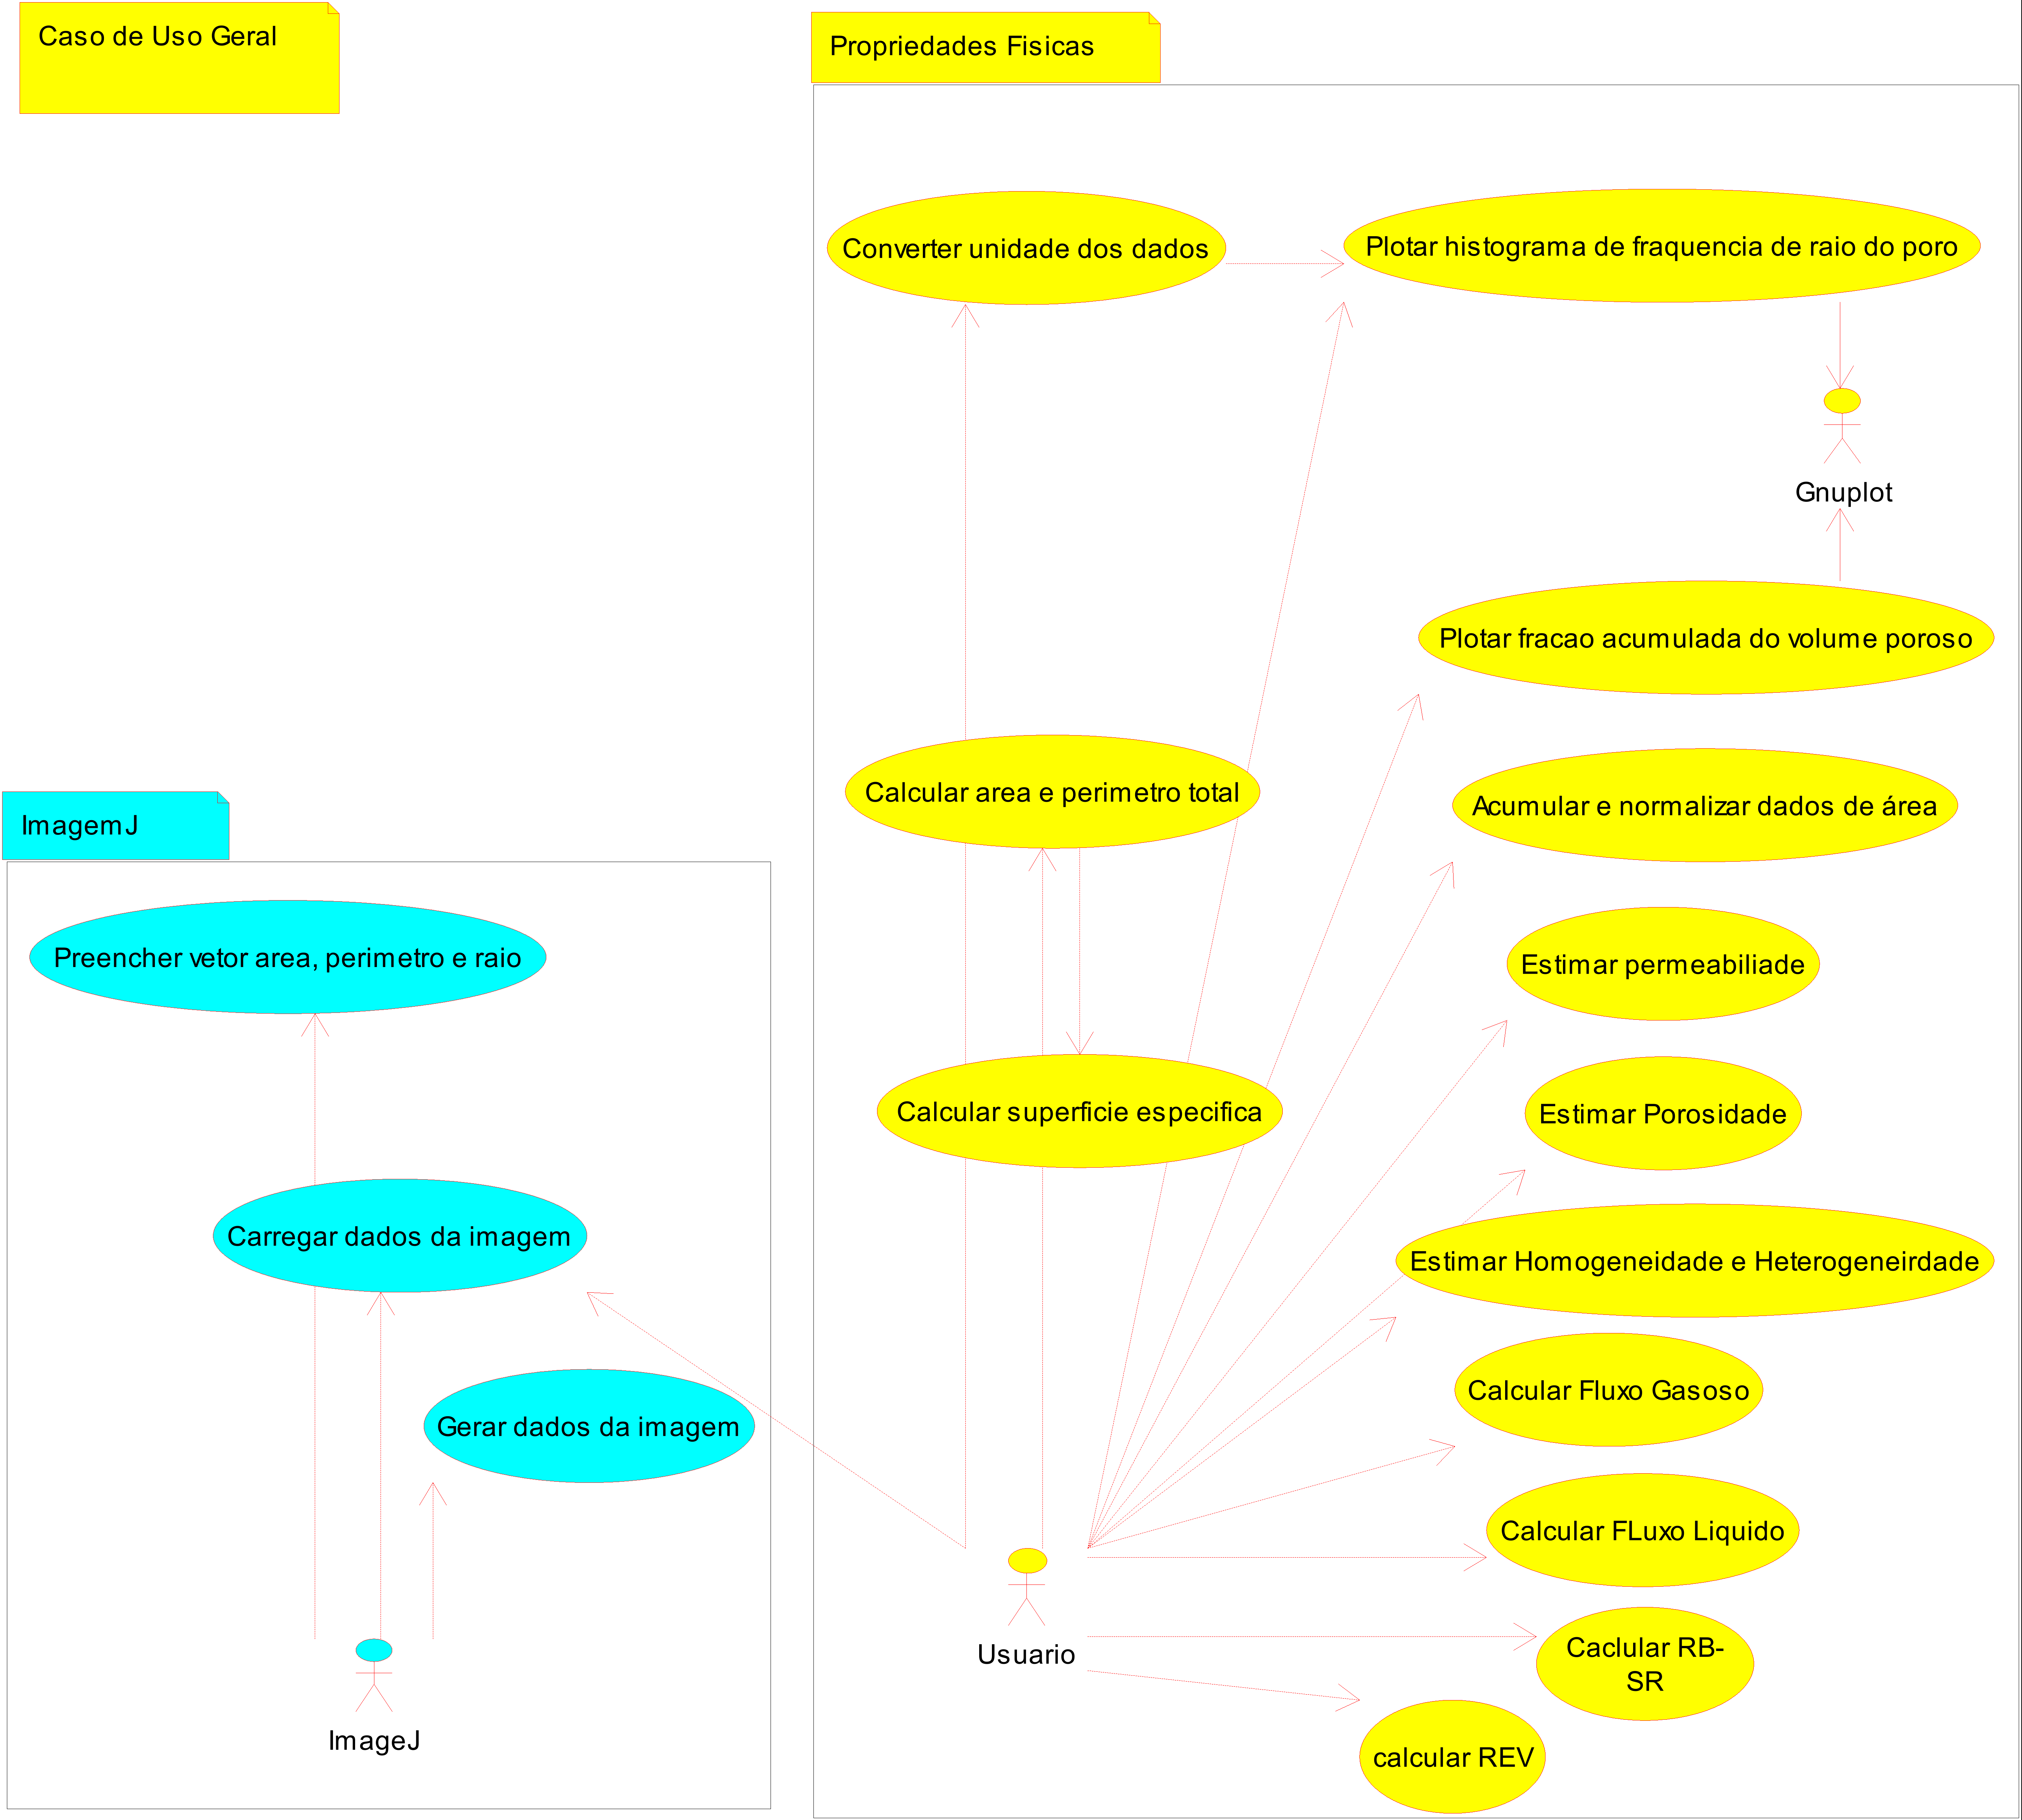 Caso de Uso Geral
Propriedades Fisicas
Converter unidade dos dados
Plotar histograma de fraquencia de raio do poro
Gnuplot
Plotar fracao acumulada do volume poroso
Calcular area e perimetro total
Acumular e normalizar dados de área
ImagemJ
Preencher vetor area, perimetro e raio
Estimar permeabiliade
Calcular superficie especifica
Estimar Porosidade
Carregar dados da imagem
Estimar Homogeneidade e Heterogeneirdade
Calcular Fluxo Gasoso
Gerar dados da imagem
Calcular FLuxo Liquido
Usuario
Caclular RB-
SR
ImageJ
calcular REV